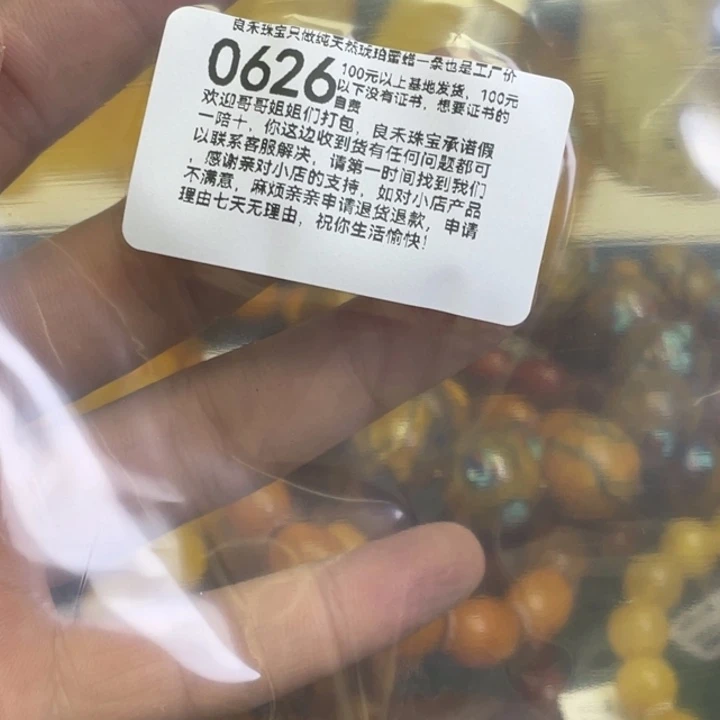 良禾珠宝只做纯天然琥珀蜜蜡一条也是工厂价
0626
100元以上基地发货，100元
以下没有证书，想要证书的
自费
欢迎哥哥姐姐们打包，良禾珠宝承诺假
一陪十，你这边收到货有任何问题都可
以联系客服解决，请第一时间找到我们
，感谢亲对小店的支持，如对小店产品
不满意，麻烦亲亲申请退货退款，申请
理由七天无理由，祝你生活愉快！